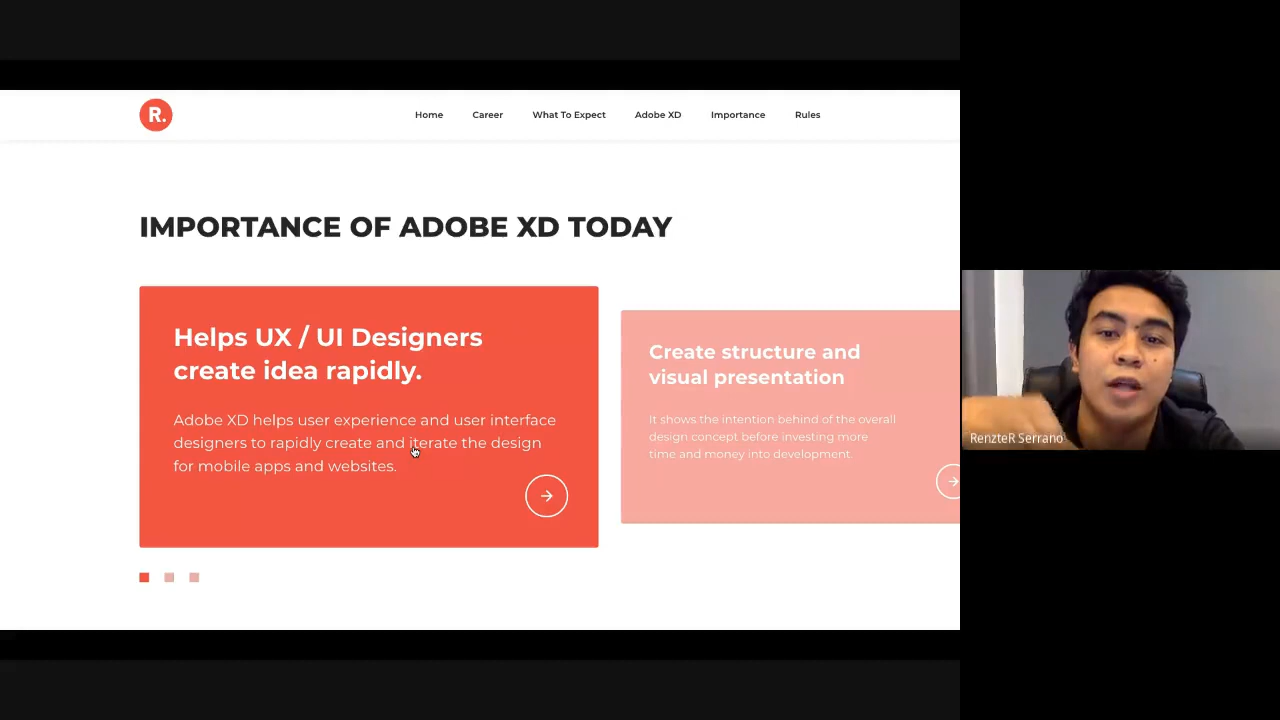 R.
Home Career What To Expect Adobe XD Importance Rules
IMPORTANCE OF ADOBE XD TODAY
Helps UX / UI Designers
create idea rapidly.
Adobe XD helps user experience and user interface
designers to rapidly create and iterate the design
for mobile apps and websites.
Create structure and
visual presentation
It shows the intention behind of the overall
design concept before investing more
time and money into development.
RenzteR Serrano